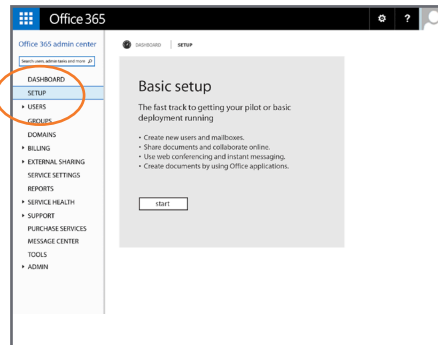 Office 365
?
Office 365 admin center
DASHBOARD
SETUP
Search users, admin tasks and more
DASHBOARD
SETUP
USERS
GROUPS
DOMAINS
BILLING
EXTERNAL SHARING
SERVICE SETTINGS
REPORTS
SERVICE HEALTH
SUPPORT
PURCHASE SERVICES
MESSAGE CENTER
TOOLS
ADMIN
Basic setup
The fast track to getting your pilot or basic
deployment running
• Create new users and mailboxes.
• Share documents and collaborate online.
• Use web conferencing and instant messaging.
• Create documents by using Office applications.
start